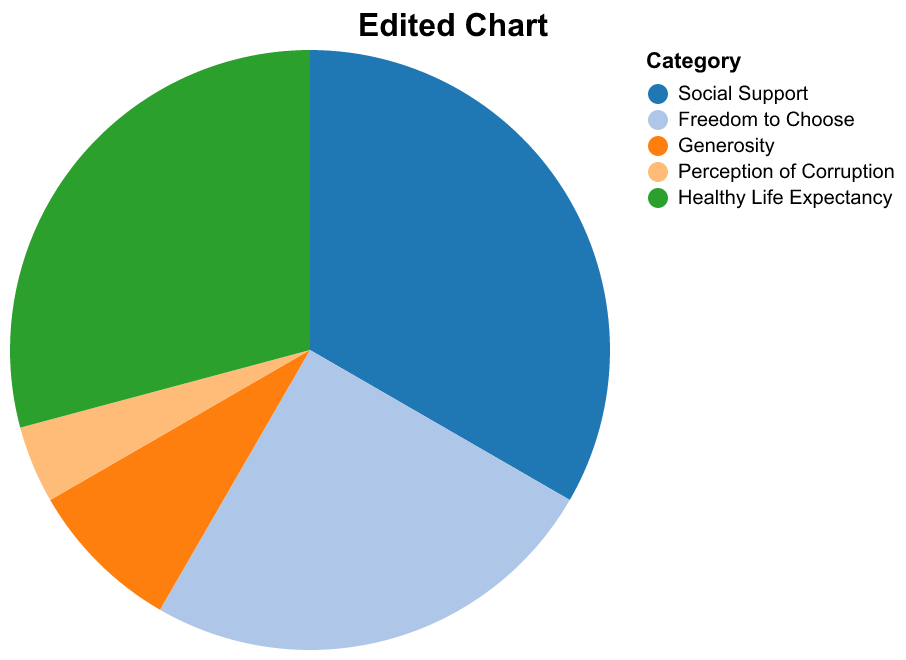 Edited Chart
Category
Social Support
Freedom to Choose
Generosity
Perception of Corruption
Healthy Life Expectancy